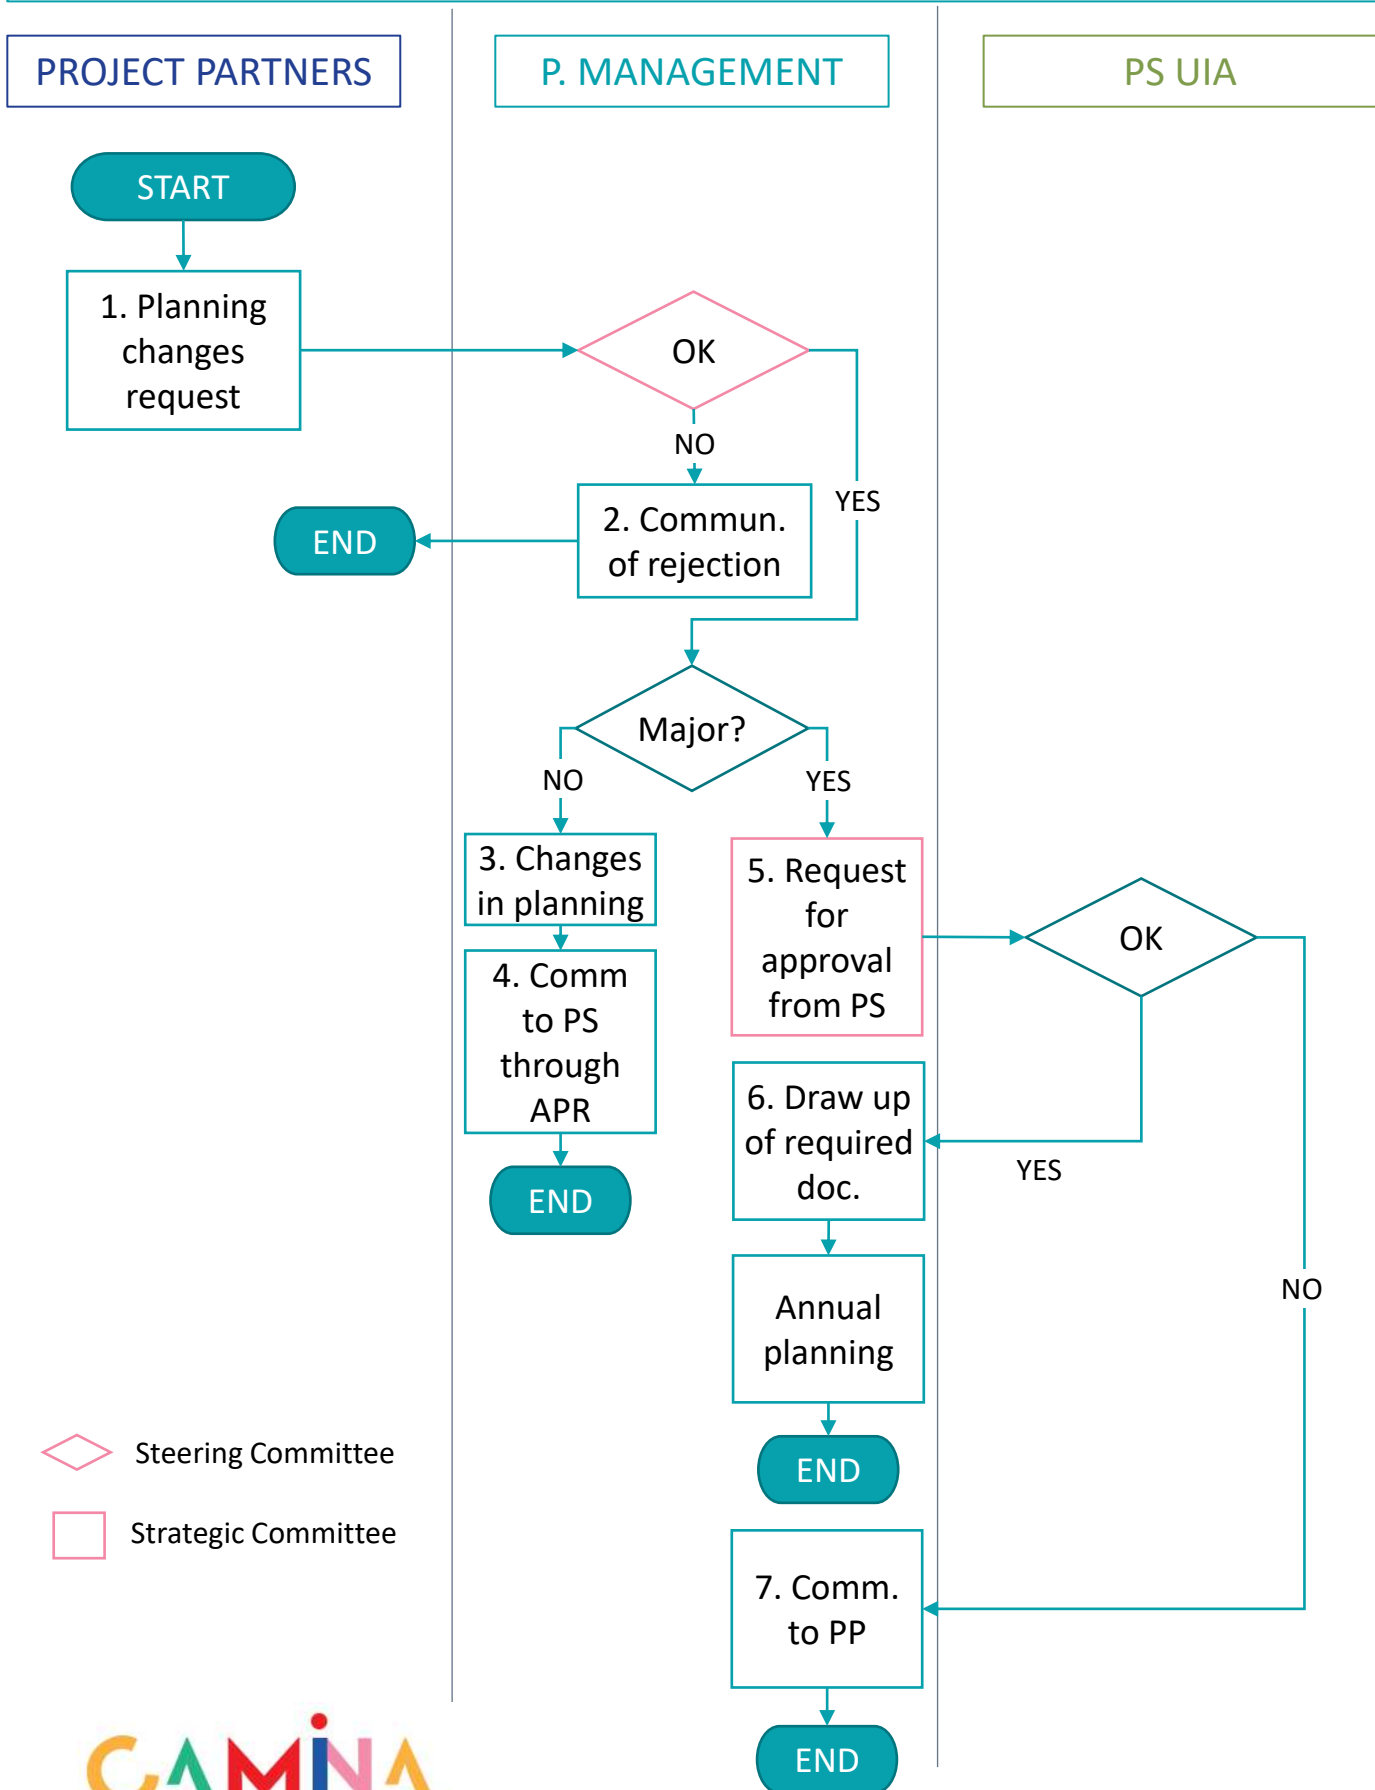 PROJECT PARTNERS
P. MANAGEMENT
PS UIA
START
1. Planning
changes
request
OK
NO
YES
2. Commun.
of rejection
END
Major?
NO
YES
3. Changes
in planning
4. Comm
to PS
through
APR
END
5. Request
for
approval
from PS
OK
YES
NO
6. Draw up
of required
doc.
Annual
planning
END
7. Comm.
to PP
END
Steering Committee
Strategic Committee
CAMINA